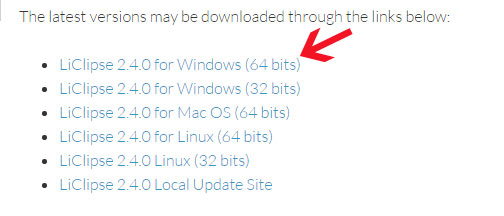 The latest versions may be downloaded through the links below:
LiClipse 2.4.0 for Windows (64 bits)
LiClipse 2.4.0 for Windows (32 bits)
LiClipse 2.4.0 for Mac OS (64 bits)
LiClipse 2.4.0 for Linux (64 bits)
LiClipse 2.4.0 Linux (32 bits)
LiClipse 2.4.0 Local Update Site